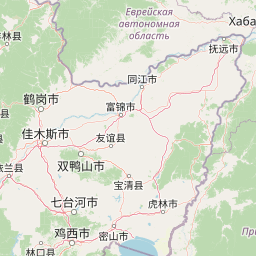 Еврейская
автономная
область
Хаба
林县
抚远市
同江市
鹤岗市
富锦市
佳木斯市
友谊县
双鸭山市
依兰县
宝清县
七台河市
虎林市
鸡西市
密山市
林口县